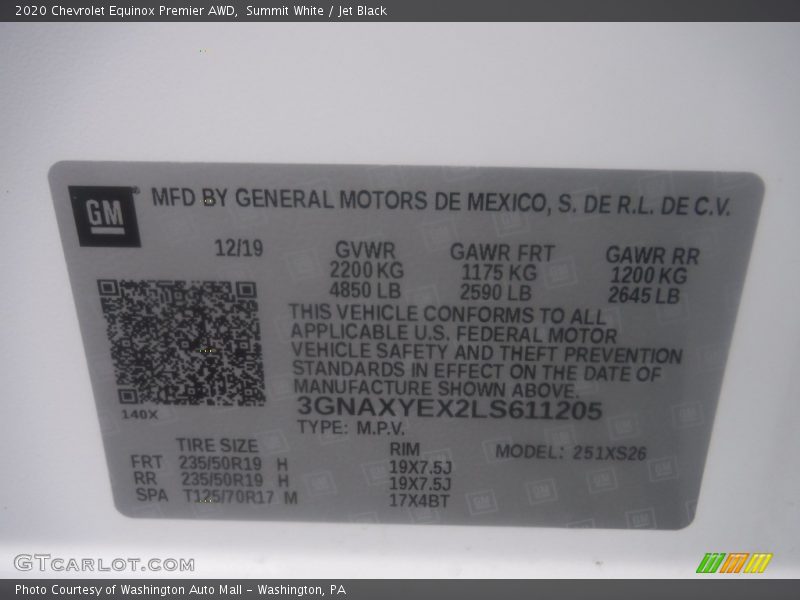 2020 Chevrolet Equinox Premier AWD,  Summit White / Jet Black
GM
®
MFD BY GENERAL MOTORS DE MEXICO, S. DE R.L. DE C.V.
12/19
GVWR GAWR FRT GAWR RR
2200 KG 1175 KG 1200 KG
4850 LB 2590 LB 2645 LB
THIS VEHICLE CONFORMS TO ALL
APPLICABLE U.S. FEDERAL MOTOR
VEHICLE SAFETY AND THEFT PREVENTION
STANDARDS IN EFFECT ON THE DATE OF
MANUFACTURE SHOWN ABOVE.
3GNAXYEX2LS611205
140X
TYPE: M.P.V.
TIRE SIZE RIM MODEL: 251XS26
FRT 235/50R19 H 19X7.5J
RR 235/50R19 H 19X7.5J
SPA T125/70R17 M 17X4BT
GTCARLOT.COM
Photo Courtesy of Washington Auto Mall - Washington, PA